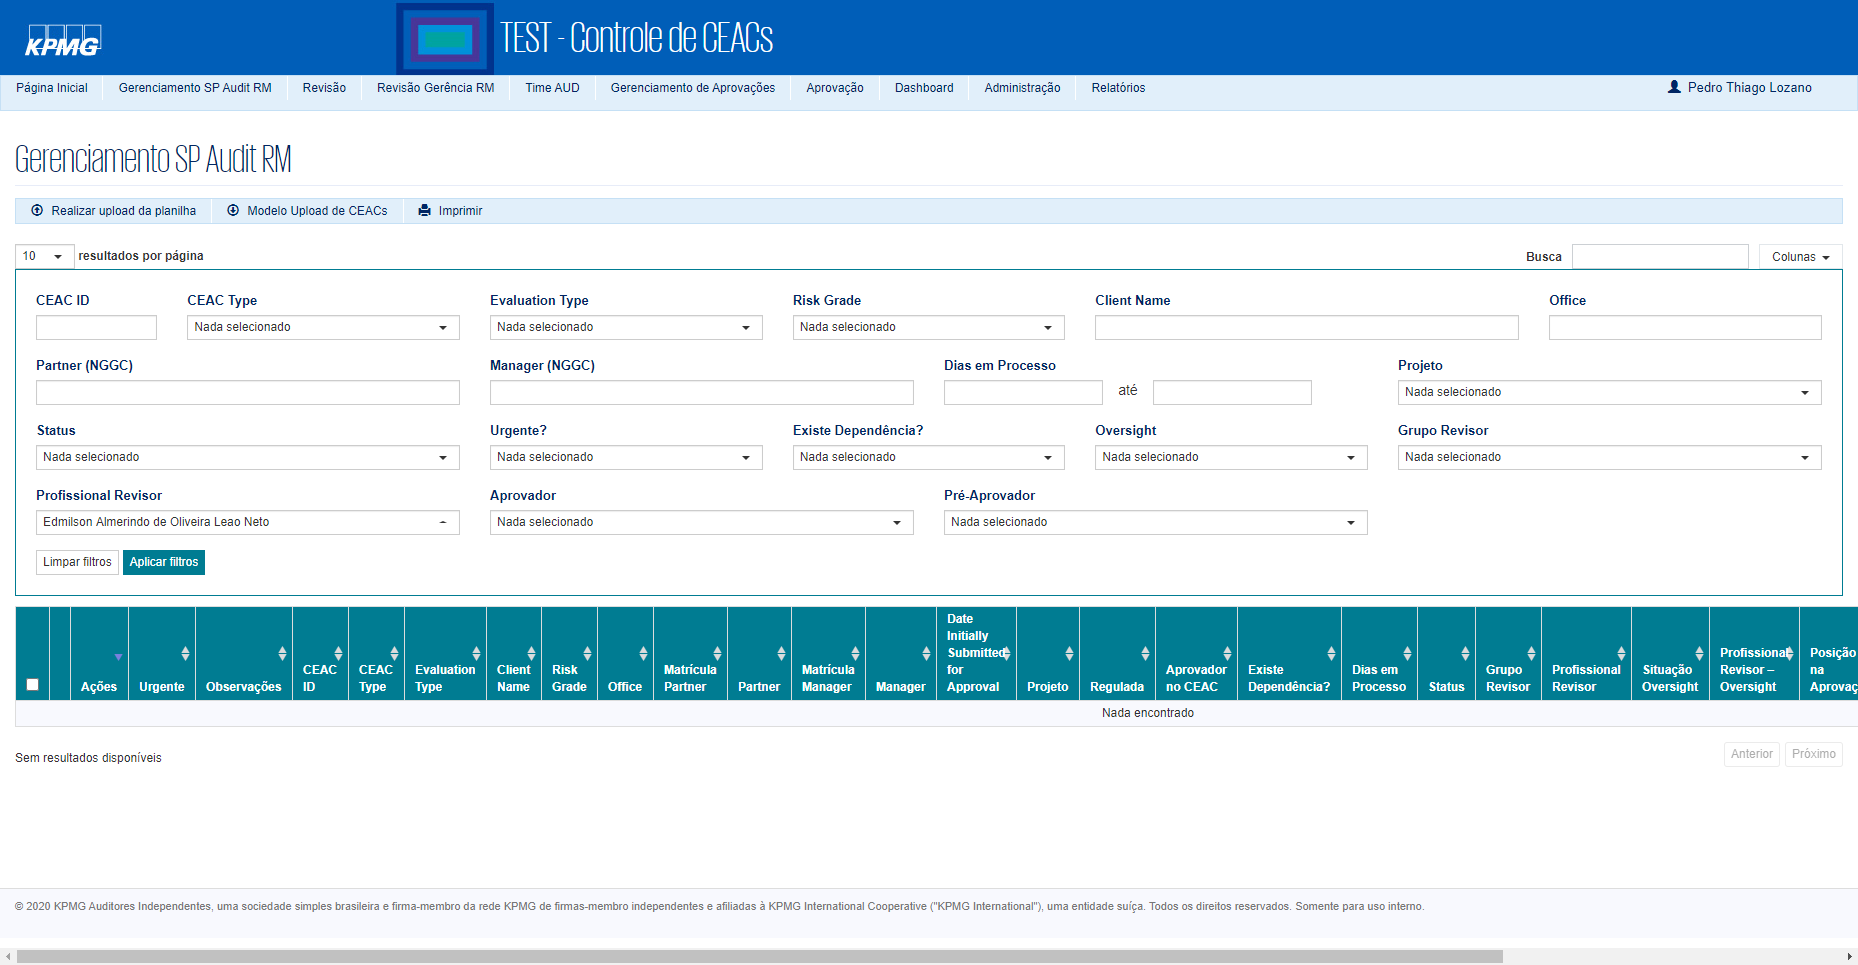 KPMG
TEST - Controle de CEACs
Página Inicial Gerenciamento SP Audit RM Revisão Revisão Gerência RM Time AUD Gerenciamento de Aprovações Aprovação Dashboard Administração Relatórios Pedro Thiago Lozano
Gerenciamento SP Audit RM
Realizar upload da planilha Modelo Upload de CEACs Imprimir
10 resultados por página Busca Colunas
CEAC ID CEAC Type Evaluation Type Risk Grade Client Name Office
Nada selecionado Nada selecionado Nada selecionado
Partner (NGGC) Manager (NGGC) Dias em Processo Projeto
até Nada selecionado
Status Urgente? Existe Dependência? Oversight Grupo Revisor
Nada selecionado Nada selecionado Nada selecionado Nada selecionado Nada selecionado
Profissional Revisor Aprovador Pré-Aprovador
Edmilson Almerindo de Oliveira Leao Neto Nada selecionado Nada selecionado
Limpar filtros Aplicar filtros
Date
Initially
Submitted Profissional Posição
for CEAC CEAC Evaluation Client Risk Matrícula Matrícula Aprovador Existe Dias em Grupo Profissional Situação Revisor – na
Ações Urgente Observações ID Type Type Name Grade Office Partner Partner Manager Manager Approval Projeto Regulada no CEAC Dependência? Processo Status Revisor Revisor Oversight Oversight Aprovaç
Nada encontrado
Sem resultados disponíveis Anterior Próximo
© 2020 KPMG Auditores Independentes, uma sociedade simples brasileira e firma-membro da rede KPMG de firmas-membro independentes e afiliadas à KPMG International Cooperative ("KPMG International"), uma entidade suíça. Todos os direitos reservados. Somente para uso interno.